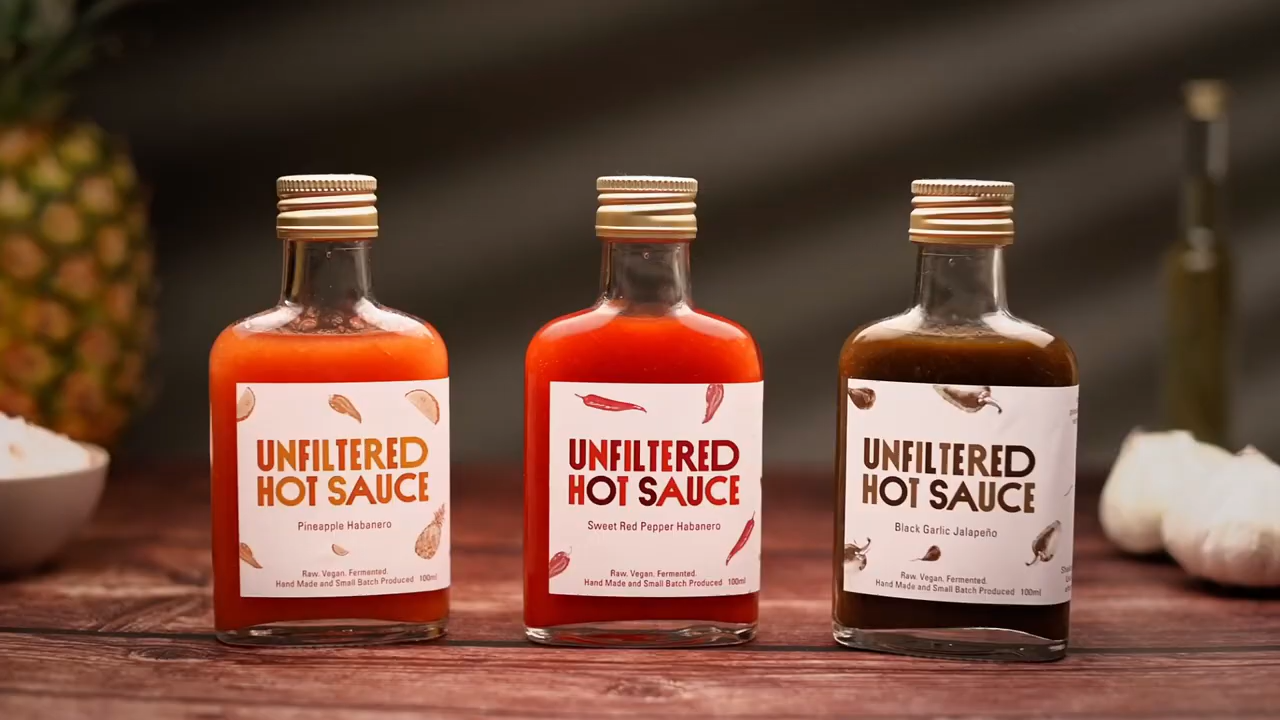 UNFILTERED
HOT SAUCE
Pineapple Habanero
Raw. Vegan. Fermented.
Hand Made and Small Batch Produced 100ml
UNFILTERED
HOT SAUCE
Sweet Red Pepper Habanero
Raw. Vegan. Fermented.
Hand Made and Small Batch Produced 100ml
UNFILTERED
HOT SAUCE
Black Garlic Jalapeño
Raw. Vegan. Fermented.
Hand Made and Small Batch Produced 100ml